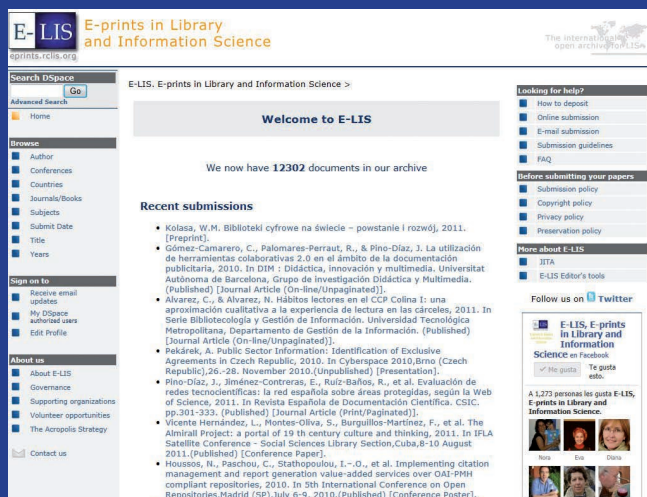 E-LIS
eprints.rclis.org
E-prints in Library
and Information Science
The international
open archive for LIS
Search DSpace
Go
Advanced Search
Home
Browse
Author
Conferences
Countries
Journals/Books
Subjects
Submit Date
Title
Years
Sign on to
Receive email
updates
My DSpace
authorized users
Edit Profile
About us
About E-LIS
Governance
Supporting organizations
Volunteer opportunities
The Acropolis Strategy
Contact us
E-LIS. E-prints in Library and Information Science >
Welcome to E-LIS
We now have 12302 documents in our archive
Recent submissions
• Kolasa, W.M. Biblioteki cyfrowe na świecie – powstanie i rozwój, 2011.
[Preprint].
• Gómez-Camarero, C., Palomares-Perraut, R., & Pino-Díaz, J. La utilización
de herramientas colaborativas 2.0 en el ámbito de la documentación
publicitaria, 2010. In DIM : Didáctica, innovación y multimedia. Universitat
Autònoma de Barcelona, Grupo de investigación Didáctica y Multimedia.
(Published) [Journal Article (On-line/Unpaginated)].
• Alvarez, C., & Alvarez, N. Hábitos lectores en el CCP Colina I: una
aproximación cualitativa a la experiencia de lectura en las cárceles, 2011. In
Serie Bibliotecología y Gestión de Información. Universidad Tecnológica
Metropolitana, Departamento de Gestión de la Información. (Published)
[Journal Article (On-line/Unpaginated)].
• Pekárek, A. Public Sector Information: Identification of Exclusive
Agreements in Czech Republic, 2010. In Cyberspace 2010,Brno (Czech
Republic),26.-28. November 2010.(Unpublished) [Presentation].
• Pino-Díaz, J., Jiménez-Contreras, E., Ruíz-Baños, R., et al. Evaluación de
redes tecnocientíficas: la red española sobre áreas protegidas, según la Web
of Science, 2011. In Revista Española de Documentación Científica. CSIC.
pp.301-333. (Published) [Journal Article (Print/Paginated)].
• Vicente Hernández, L., Montes-Oliva, S., Burguillos-Martínez, F., et al. The
Almirall Project: a portal of 19 th century culture and thinking, 2011. In IFLA
Satellite Conference - Social Sciences Library Section,Cuba,8-10 August
2011.(Published) [Conference Paper].
• Houssos, N., Paschou, C., Stathopoulou, I.-.O., et al. Implementing citation
management and report generation value-added services over OAI-PMH
compliant repositories, 2010. In 5th International Conference on Open
Repositories,Madrid (SP),July 6-9, 2010.(Published) [Conference Poster].
Looking for help?
How to deposit
Online submission
E-mail submission
Submission guidelines
FAQ
Before submitting your papers
Submission policy
Copyright policy
Privacy policy
Preservation policy
More about E-LIS
JITA
E-LIS Editor's tools
Follow us on Twitter
E-LIS, E-prints
in Library and
Information
Science en Facebook
Me gusta
Te gusta
esto.
A 1,273 personas les gusta E-LIS,
E-prints in Library and
Information Science.
Nora
Eva
Diana